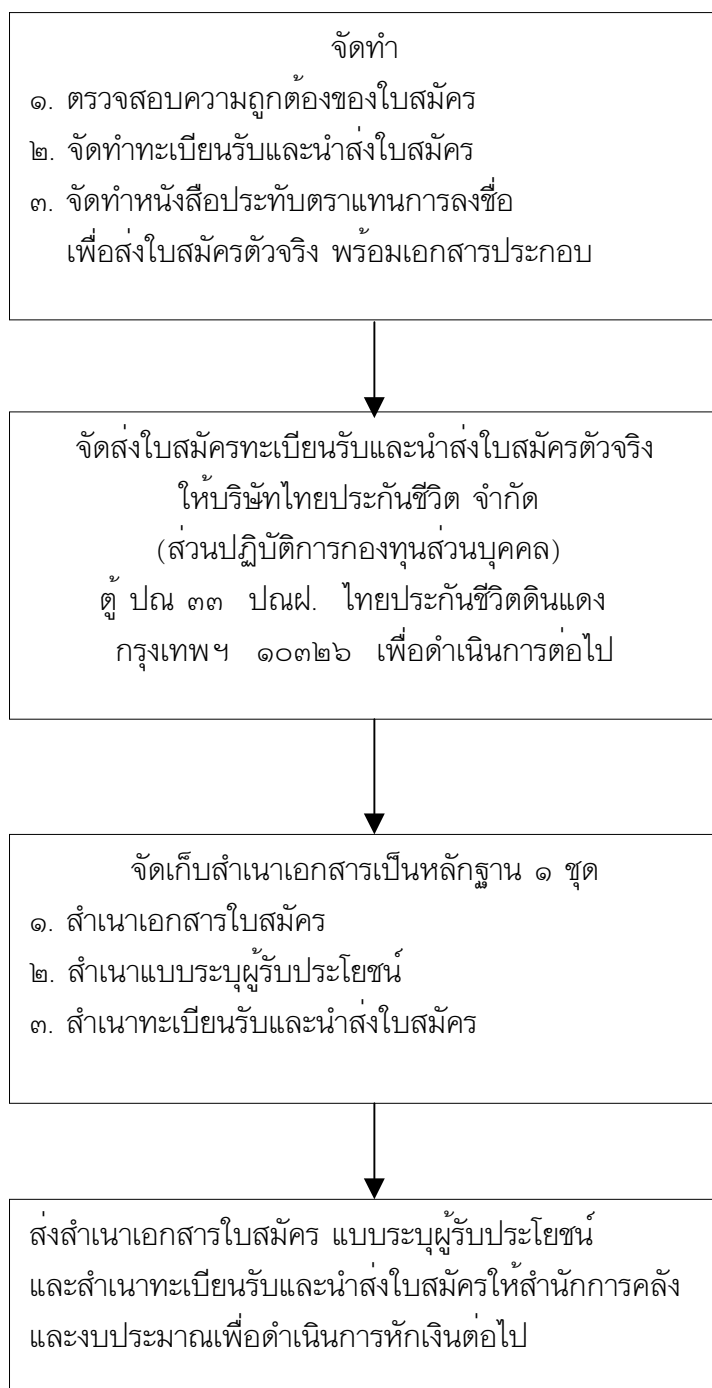 จัดทำ
๑. ตรวจสอบความถูกต้องของใบสมัคร
๒. จัดทำทะเบียนรับและนำส่งใบสมัคร
๓. จัดทำหนังสือประทับตราแทนการลงชื่อ
เพื่อส่งใบสมัครตัวจริง พร้อมเอกสารประกอบ
จัดส่งใบสมัครทะเบียนรับและนำส่งใบสมัครตัวจริง
ให้บริษัทไทยประกันชีวิต จำกัด
(ส่วนปฏิบัติการกองทุนส่วนบุคคล)
ตู้ ปณ ๓๓ ปณฝ. ไทยประกันชีวิตดินแดง
กรุงเทพฯ ๑๐๓๒๖ เพื่อดำเนินการต่อไป
จัดเก็บสำเนาเอกสารเป็นหลักฐาน ๑ ชุด
๑. สำเนาเอกสารใบสมัคร
๒. สำเนาแบบระบุผู้รับประโยชน์
๓. สำเนาทะเบียนรับและนำส่งใบสมัคร
ส่งสำเนาเอกสารใบสมัคร แบบระบุผู้รับประโยชน์
และสำเนาทะเบียนรับและนำส่งใบสมัครให้สำนักการคลัง
และงบประมาณเพื่อดำเนินการหักเงินต่อไป